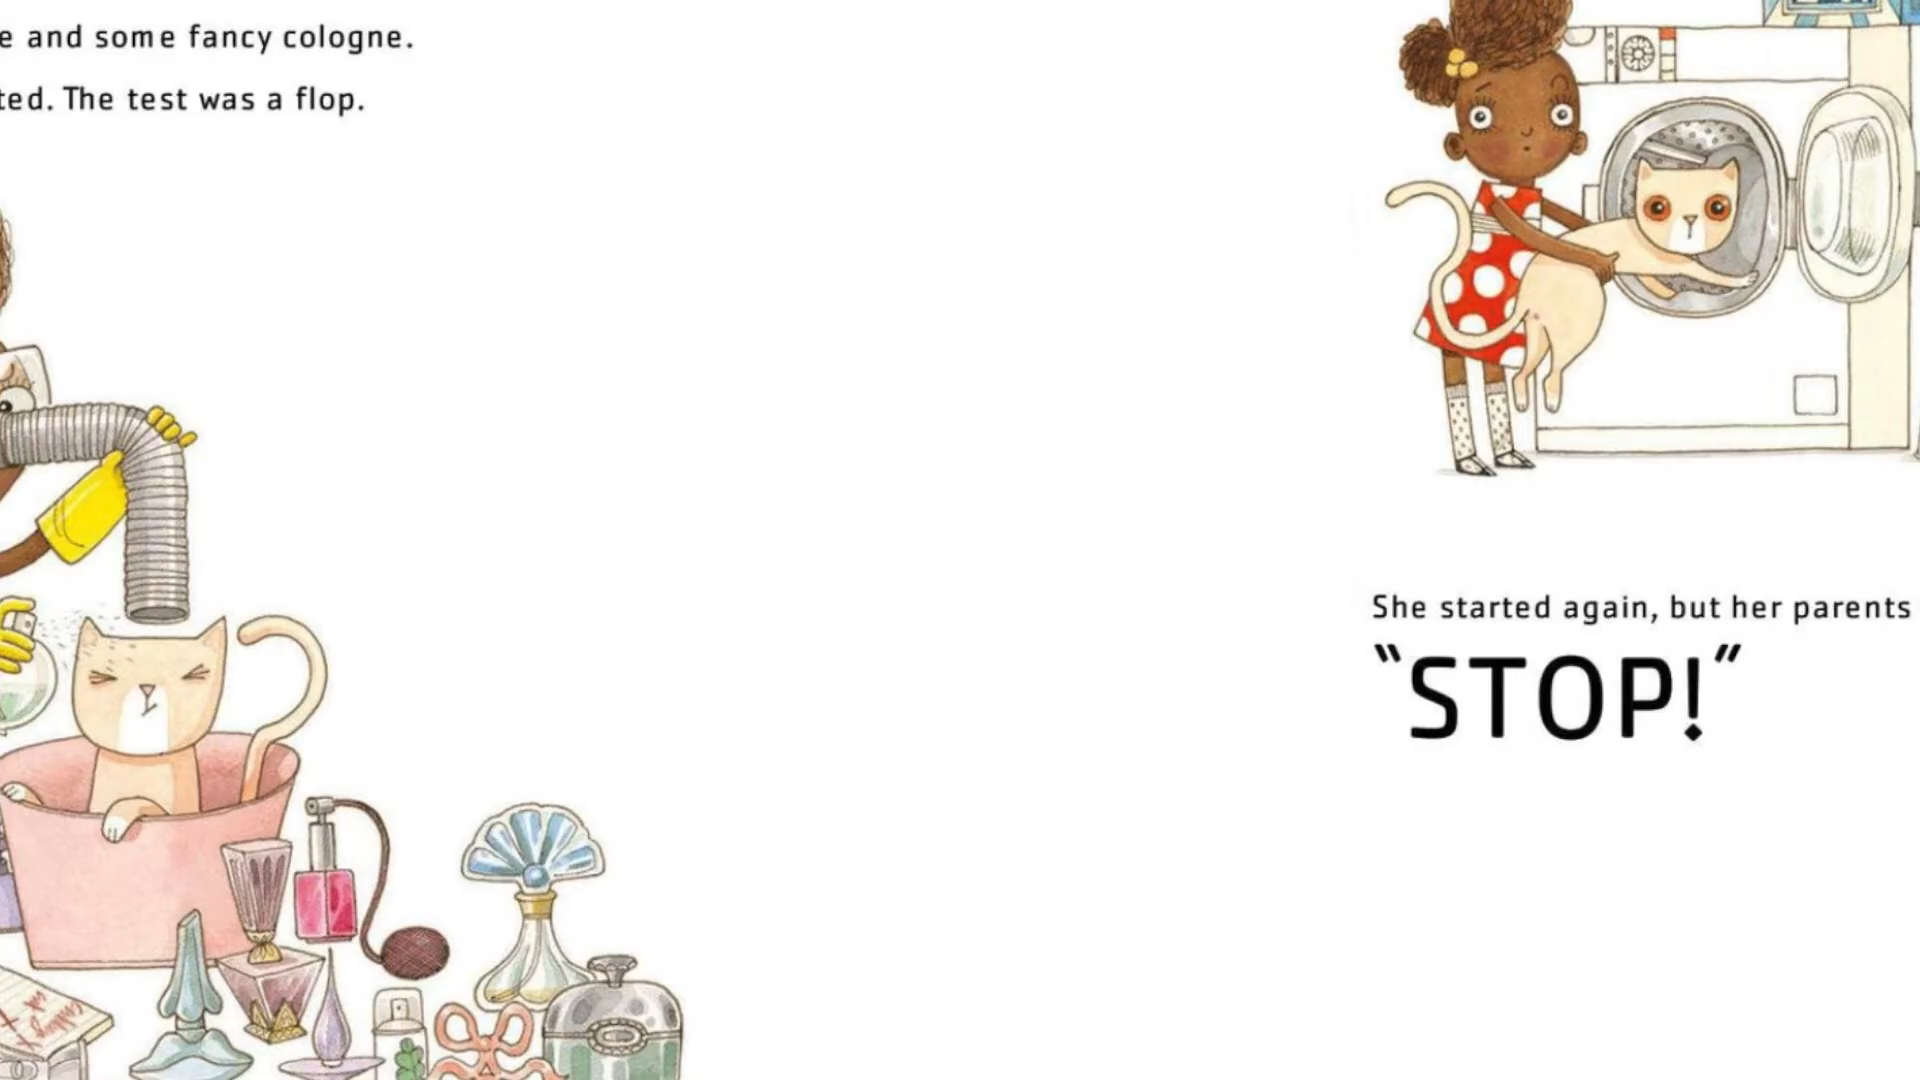 e and some fancy cologne.
ted. The test was a flop.
She started again, but her parents
“STOP!”